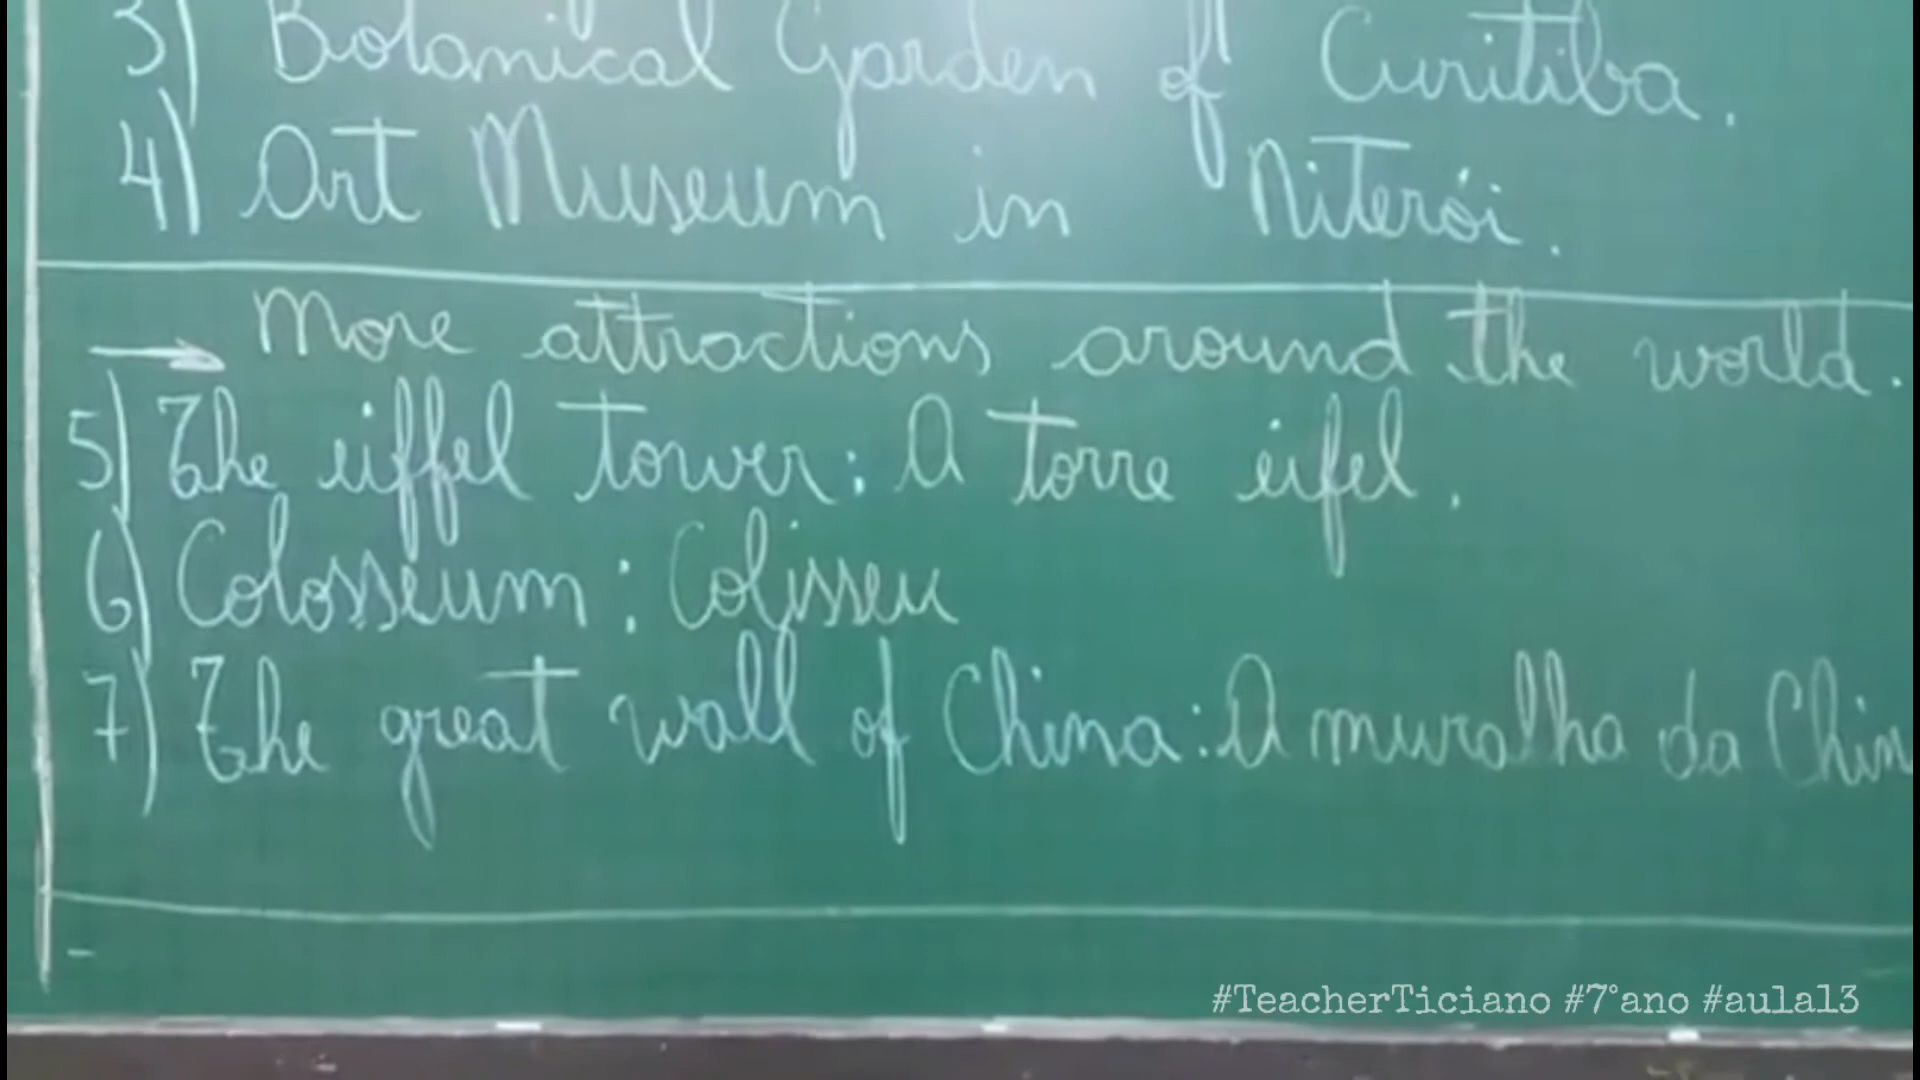 3) Botanical Garden of Curitiba.
4) Art Museum in Niterói.
→ More attractions around the world.
5) The eiffel tower: A torre eifel.
6) Colosseum: Colisseu
7) The great wall of China: A muralha da Chin
-
#TeacherTiciano #7°ano #aula13